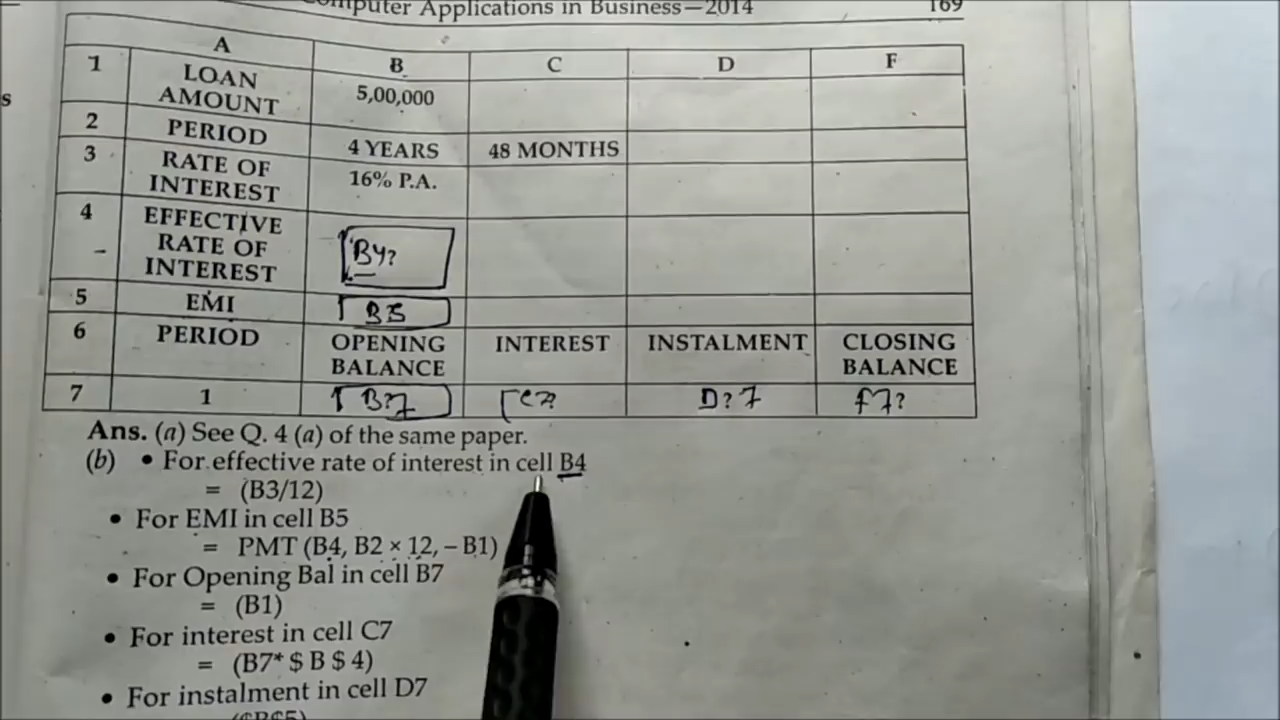 Computer Applications in Business—2014 169
A B C D F
1 LOAN AMOUNT 5,00,000
2 PERIOD 4 YEARS 48 MONTHS
3 RATE OF INTEREST 16% P.A.
4 EFFECTIVE RATE OF INTEREST B4?
5 EMI B5
6 PERIOD OPENING BALANCE INTEREST INSTALMENT CLOSING BALANCE
7 1 B?7 C7? D?7 F7?
Ans. (a) See Q. 4 (a) of the same paper.
(b) • For effective rate of interest in cell B4
= (B3/12)
• For EMI in cell B5
= PMT (B4, B2 × 12, – B1)
• For Opening Bal in cell B7
= (B1)
• For interest in cell C7
= (B7* $ B $ 4)
• For instalment in cell D7
($B$5)
s